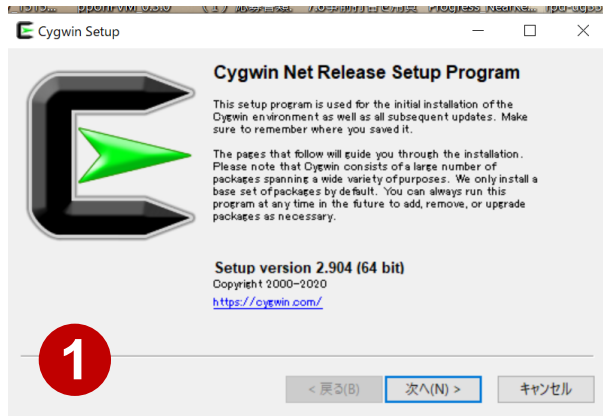 Cygwin Setup
Cygwin Net Release Setup Program
This setup program is used for the initial installation of the
Cygwin environment as well as all subsequent updates. Make
sure to remember where you saved it.
The pages that follow will guide you through the installation.
Please note that Cygwin consists of a large number of
packages spanning a wide variety of purposes. We only install a
base set of packages by default. You can always run this
program at any time in the future to add, remove, or upgrade
packages as necessary.
Setup version 2.904 (64 bit)
Copyright 2000-2020
https://cygwin.com/
1
< 戻る(B)
次へ(N) >
キャンセル